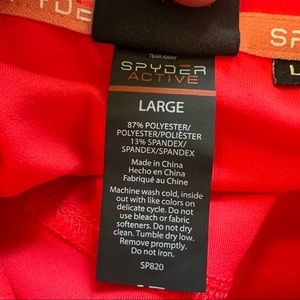 SPYDER
SP
L
TEAR AWAY
SPYDER
ACTIVE
LARGE
87% POLYESTER/
POLYESTER/POLIÉSTER
13% SPANDEX/
SPANDEX/SPANDEX
Made in China
Hecho en China
Fabriqué au Chine
Machine wash cold, inside
out with like colors on
delicate cycle. Do not
use bleach or fabric
softeners. Do not dry
clean. Tumble dry low.
Remove promptly.
Do not iron.
SP820